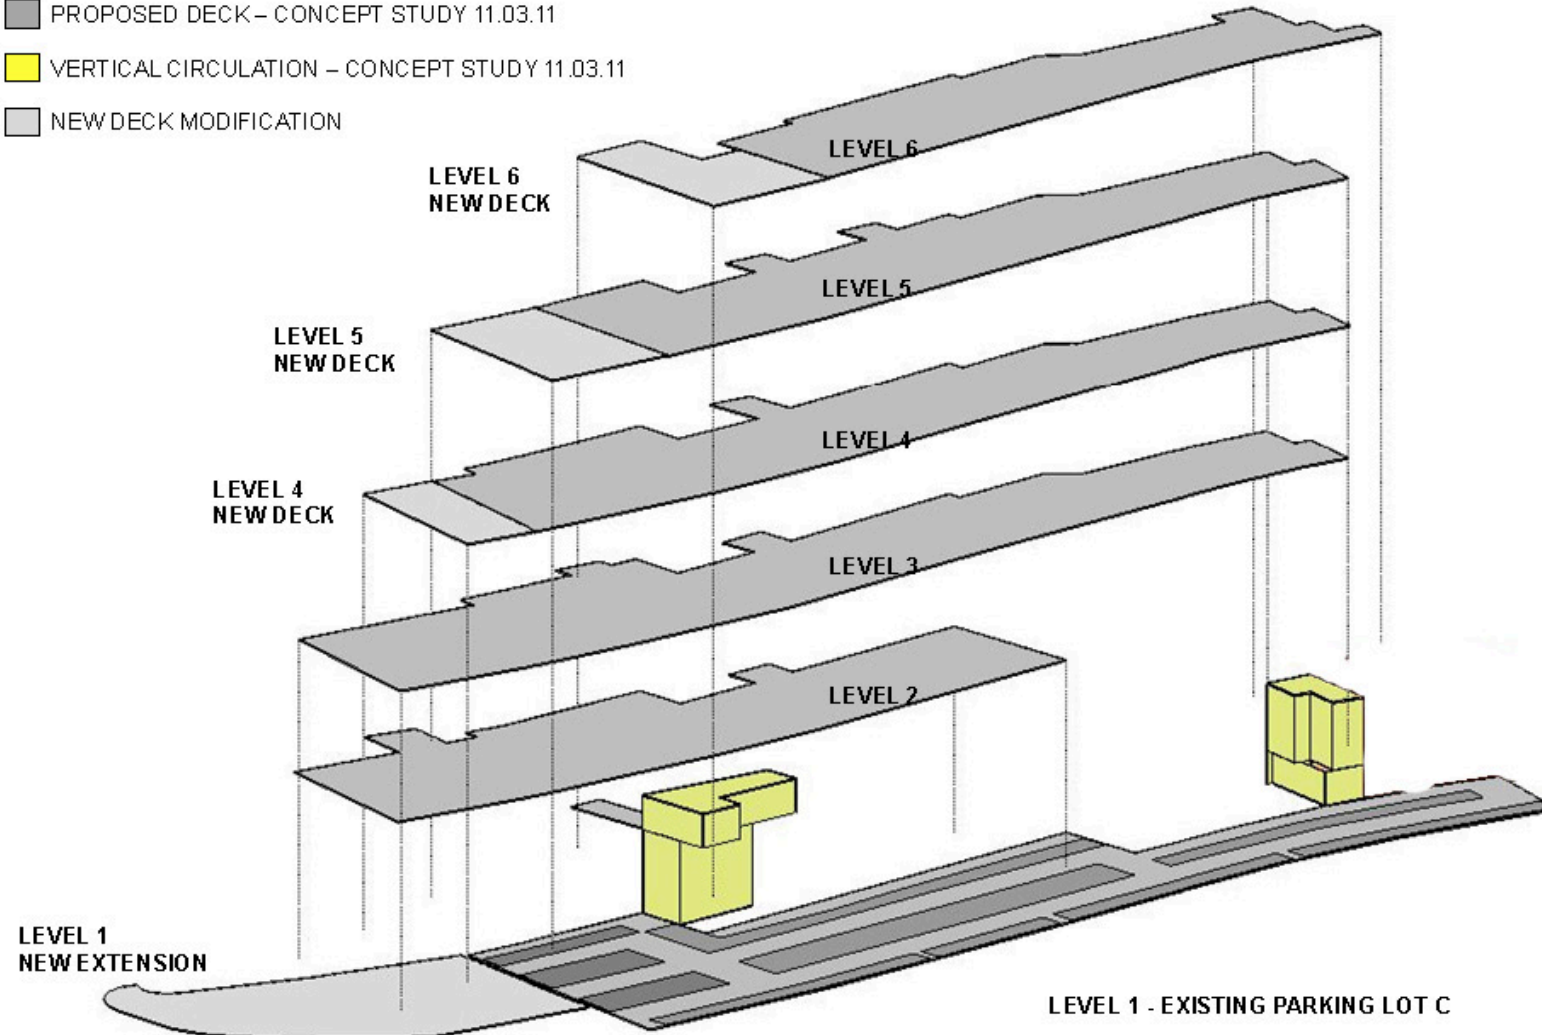 PROPOSED DECK – CONCEPT STUDY 11.03.11
VERTICAL CIRCULATION – CONCEPT STUDY 11.03.11
NEW DECK MODIFICATION
LEVEL 6
LEVEL 6
NEW DECK
LEVEL 5
LEVEL 5
NEW DECK
LEVEL 4
LEVEL 4
NEW DECK
LEVEL 3
LEVEL 2
LEVEL 1
NEW EXTENSION
LEVEL 1 - EXISTING PARKING LOT C